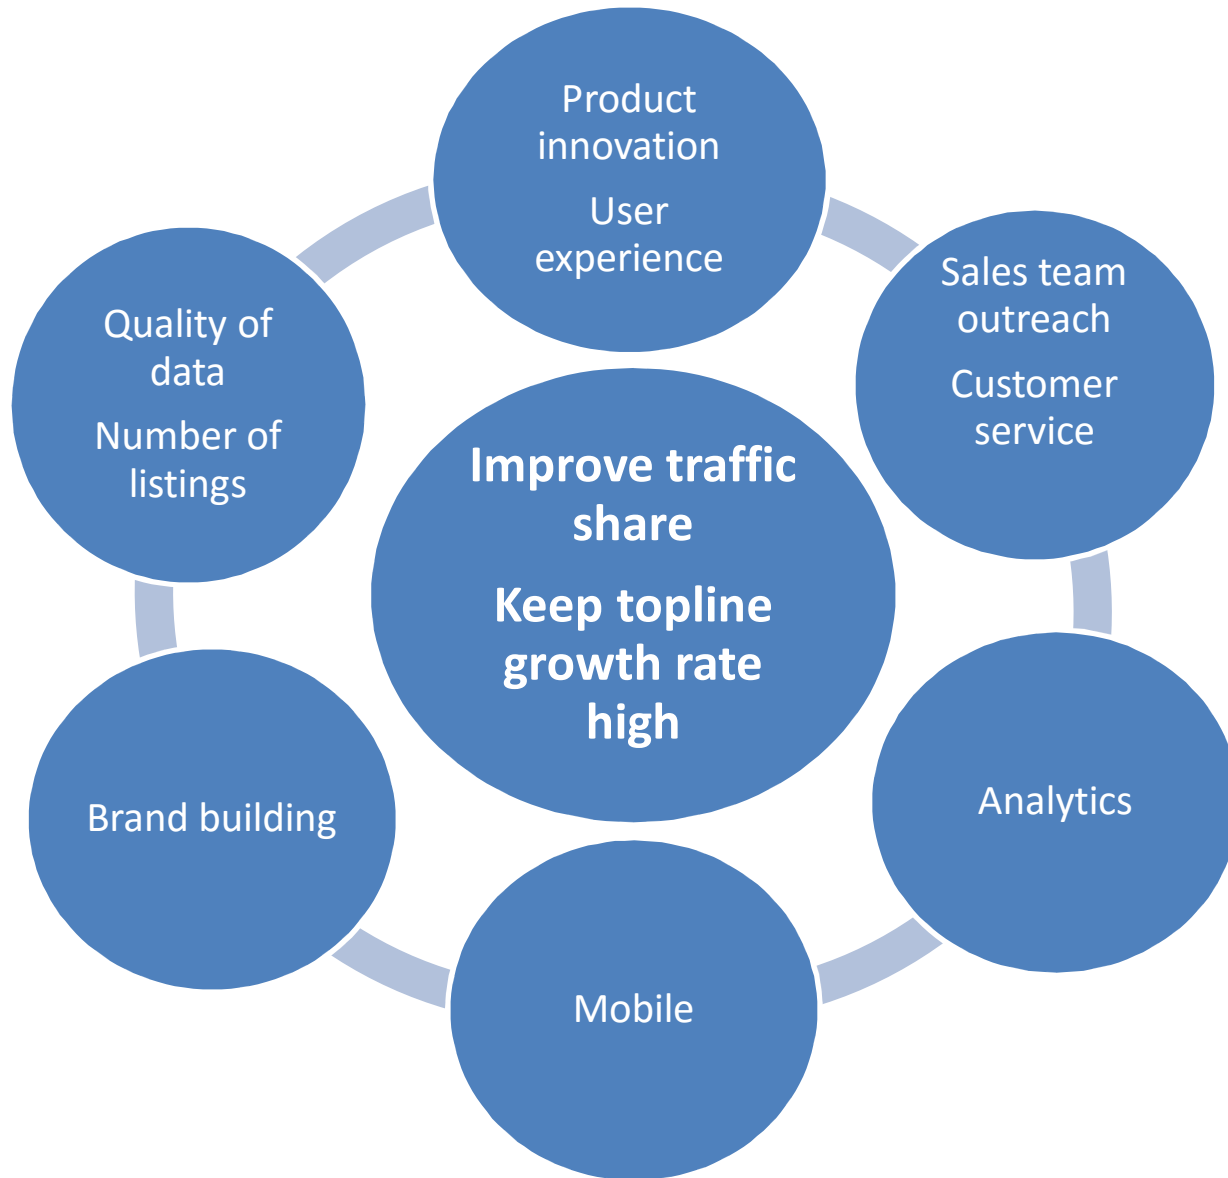 Product
innovation
User
experience
Sales team
outreach
Customer
service
Quality of
data
Number of
listings
Improve traffic
share
Keep topline
growth rate
high
Analytics
Brand building
Mobile